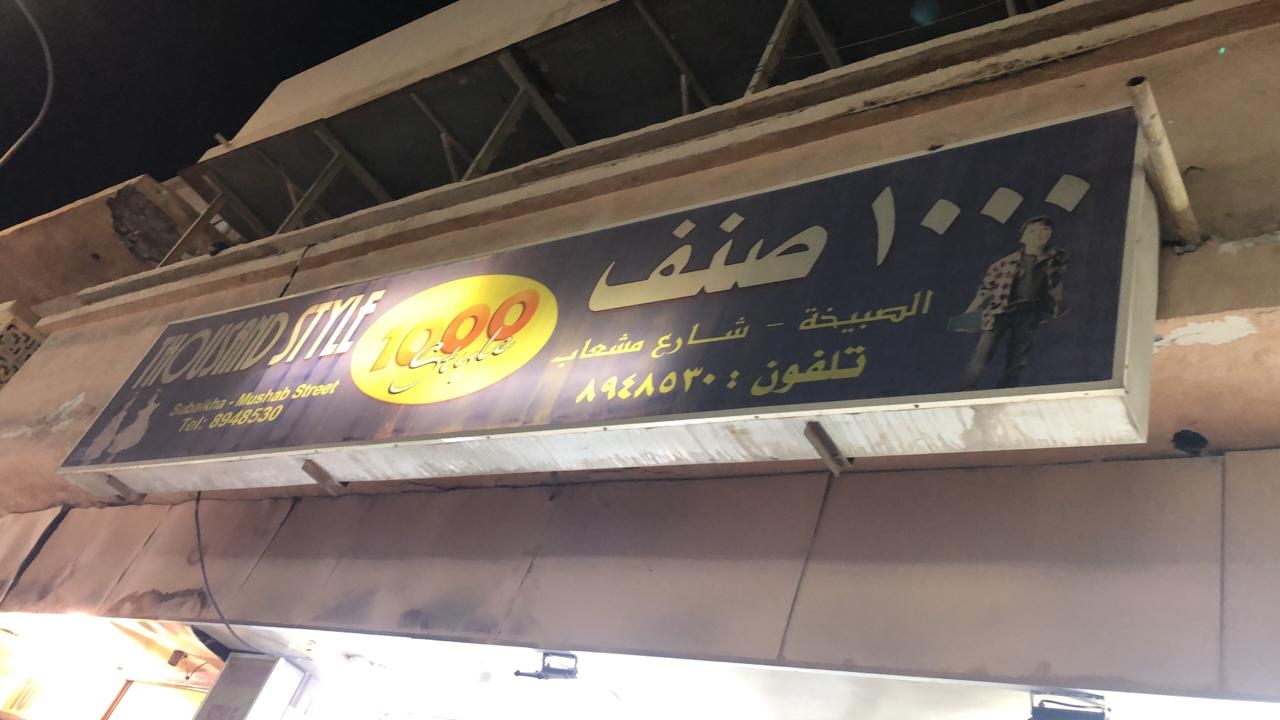 ١٠٠٠ صنف
الصبيخة - شارع مشعاب
تلفون : ٨٩٤٨٥٣٠
1000
Style
THOUSAND STYLE
Subaikha - Mushab Street
Tel: 8948530